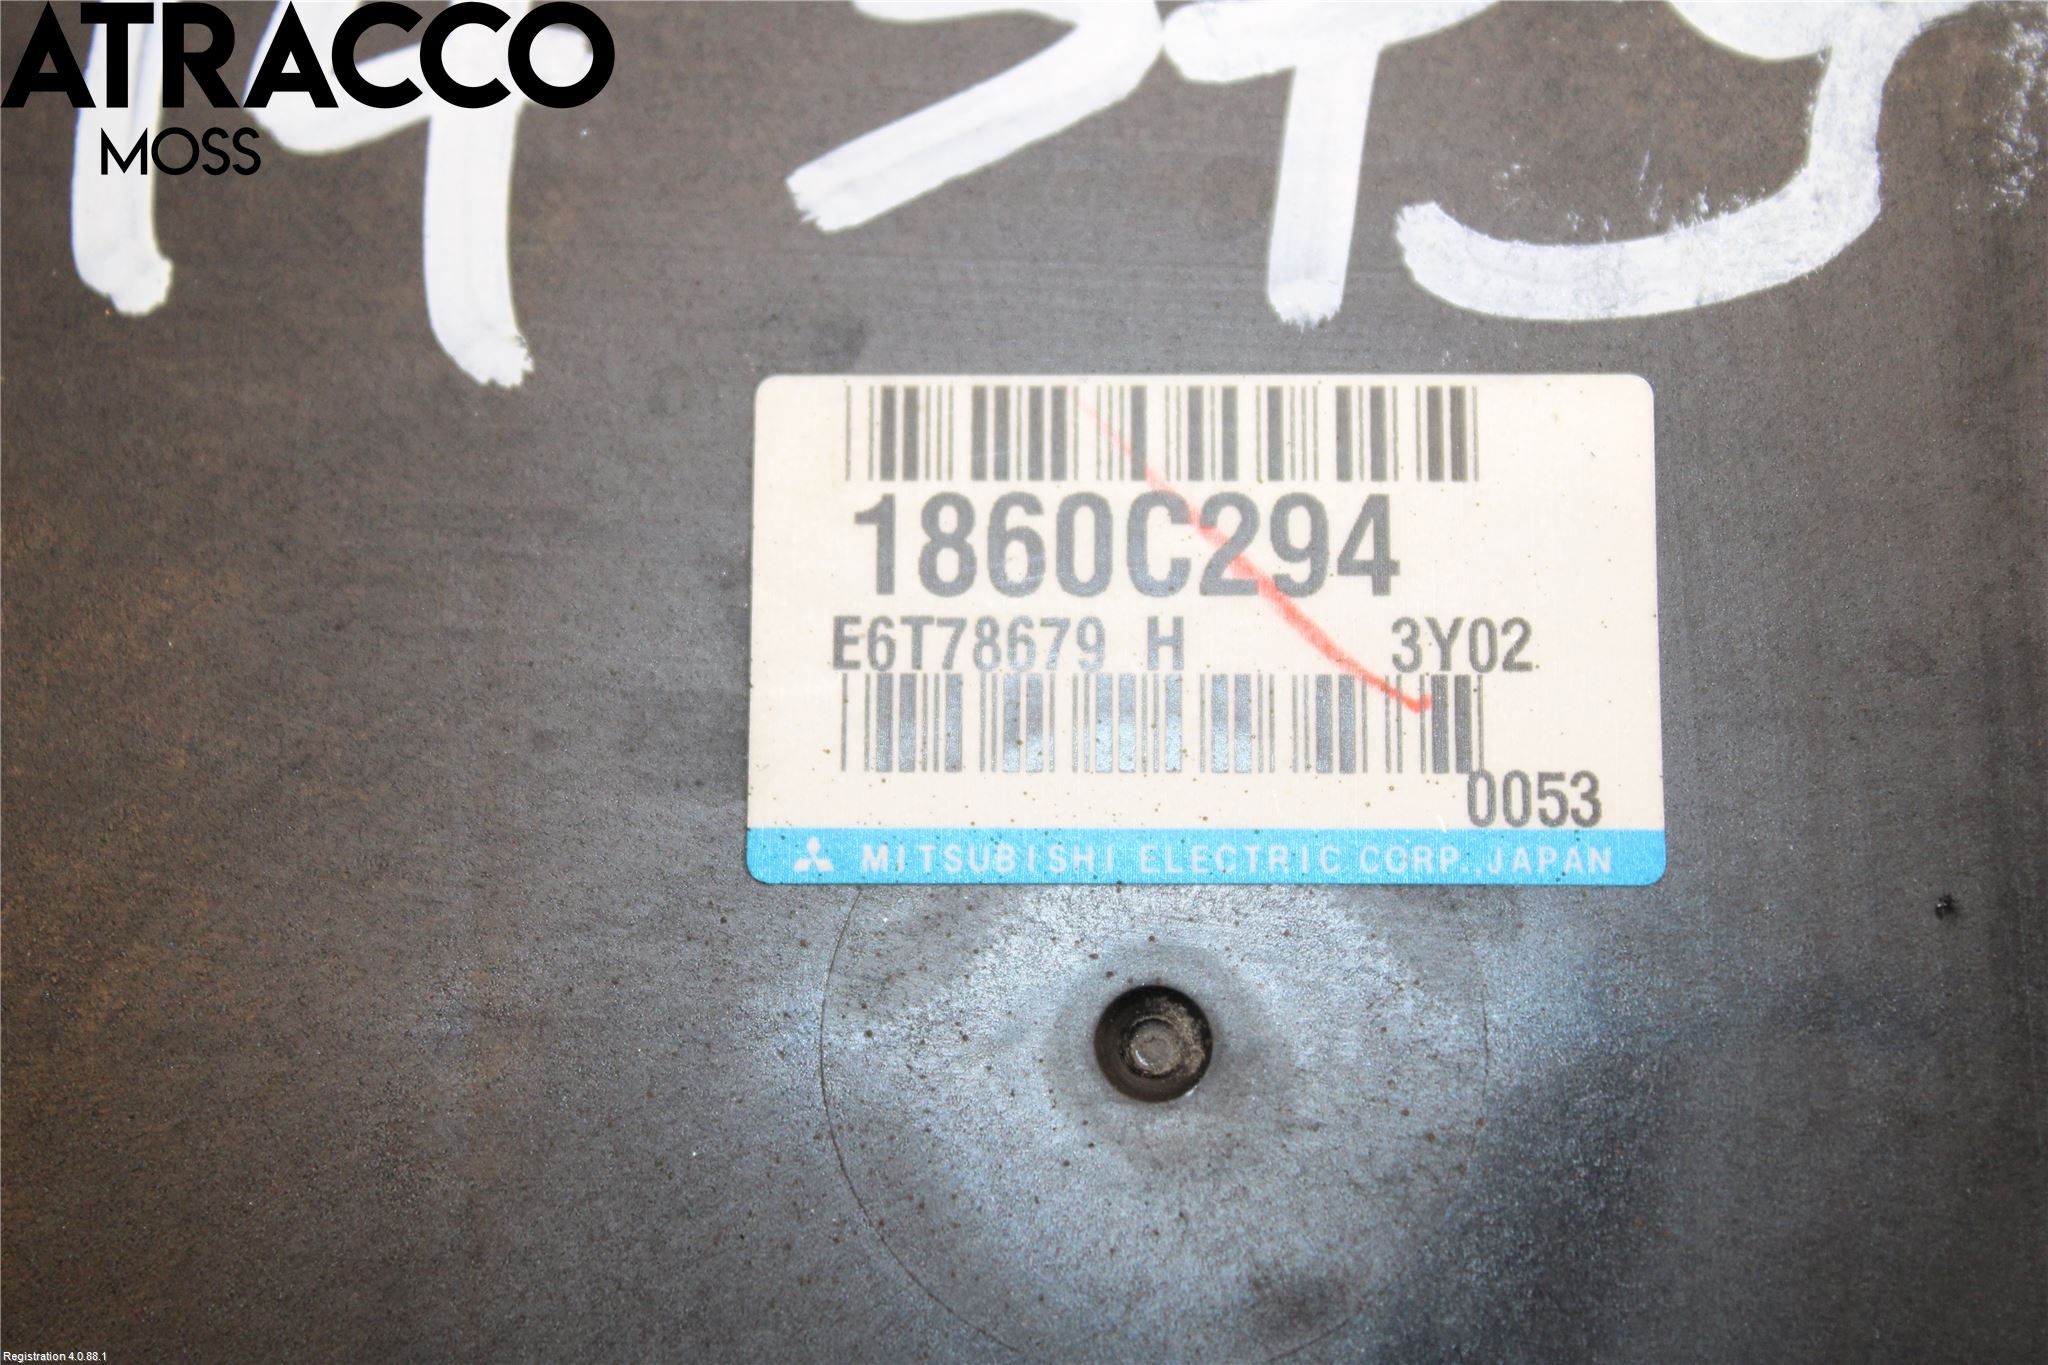 ATRACCO
MOSS
1860C294
E6T78679 H 3Y02
0053
MITSUBISHI ELECTRIC CORP.,JAPAN
Registration 4.0.88.1